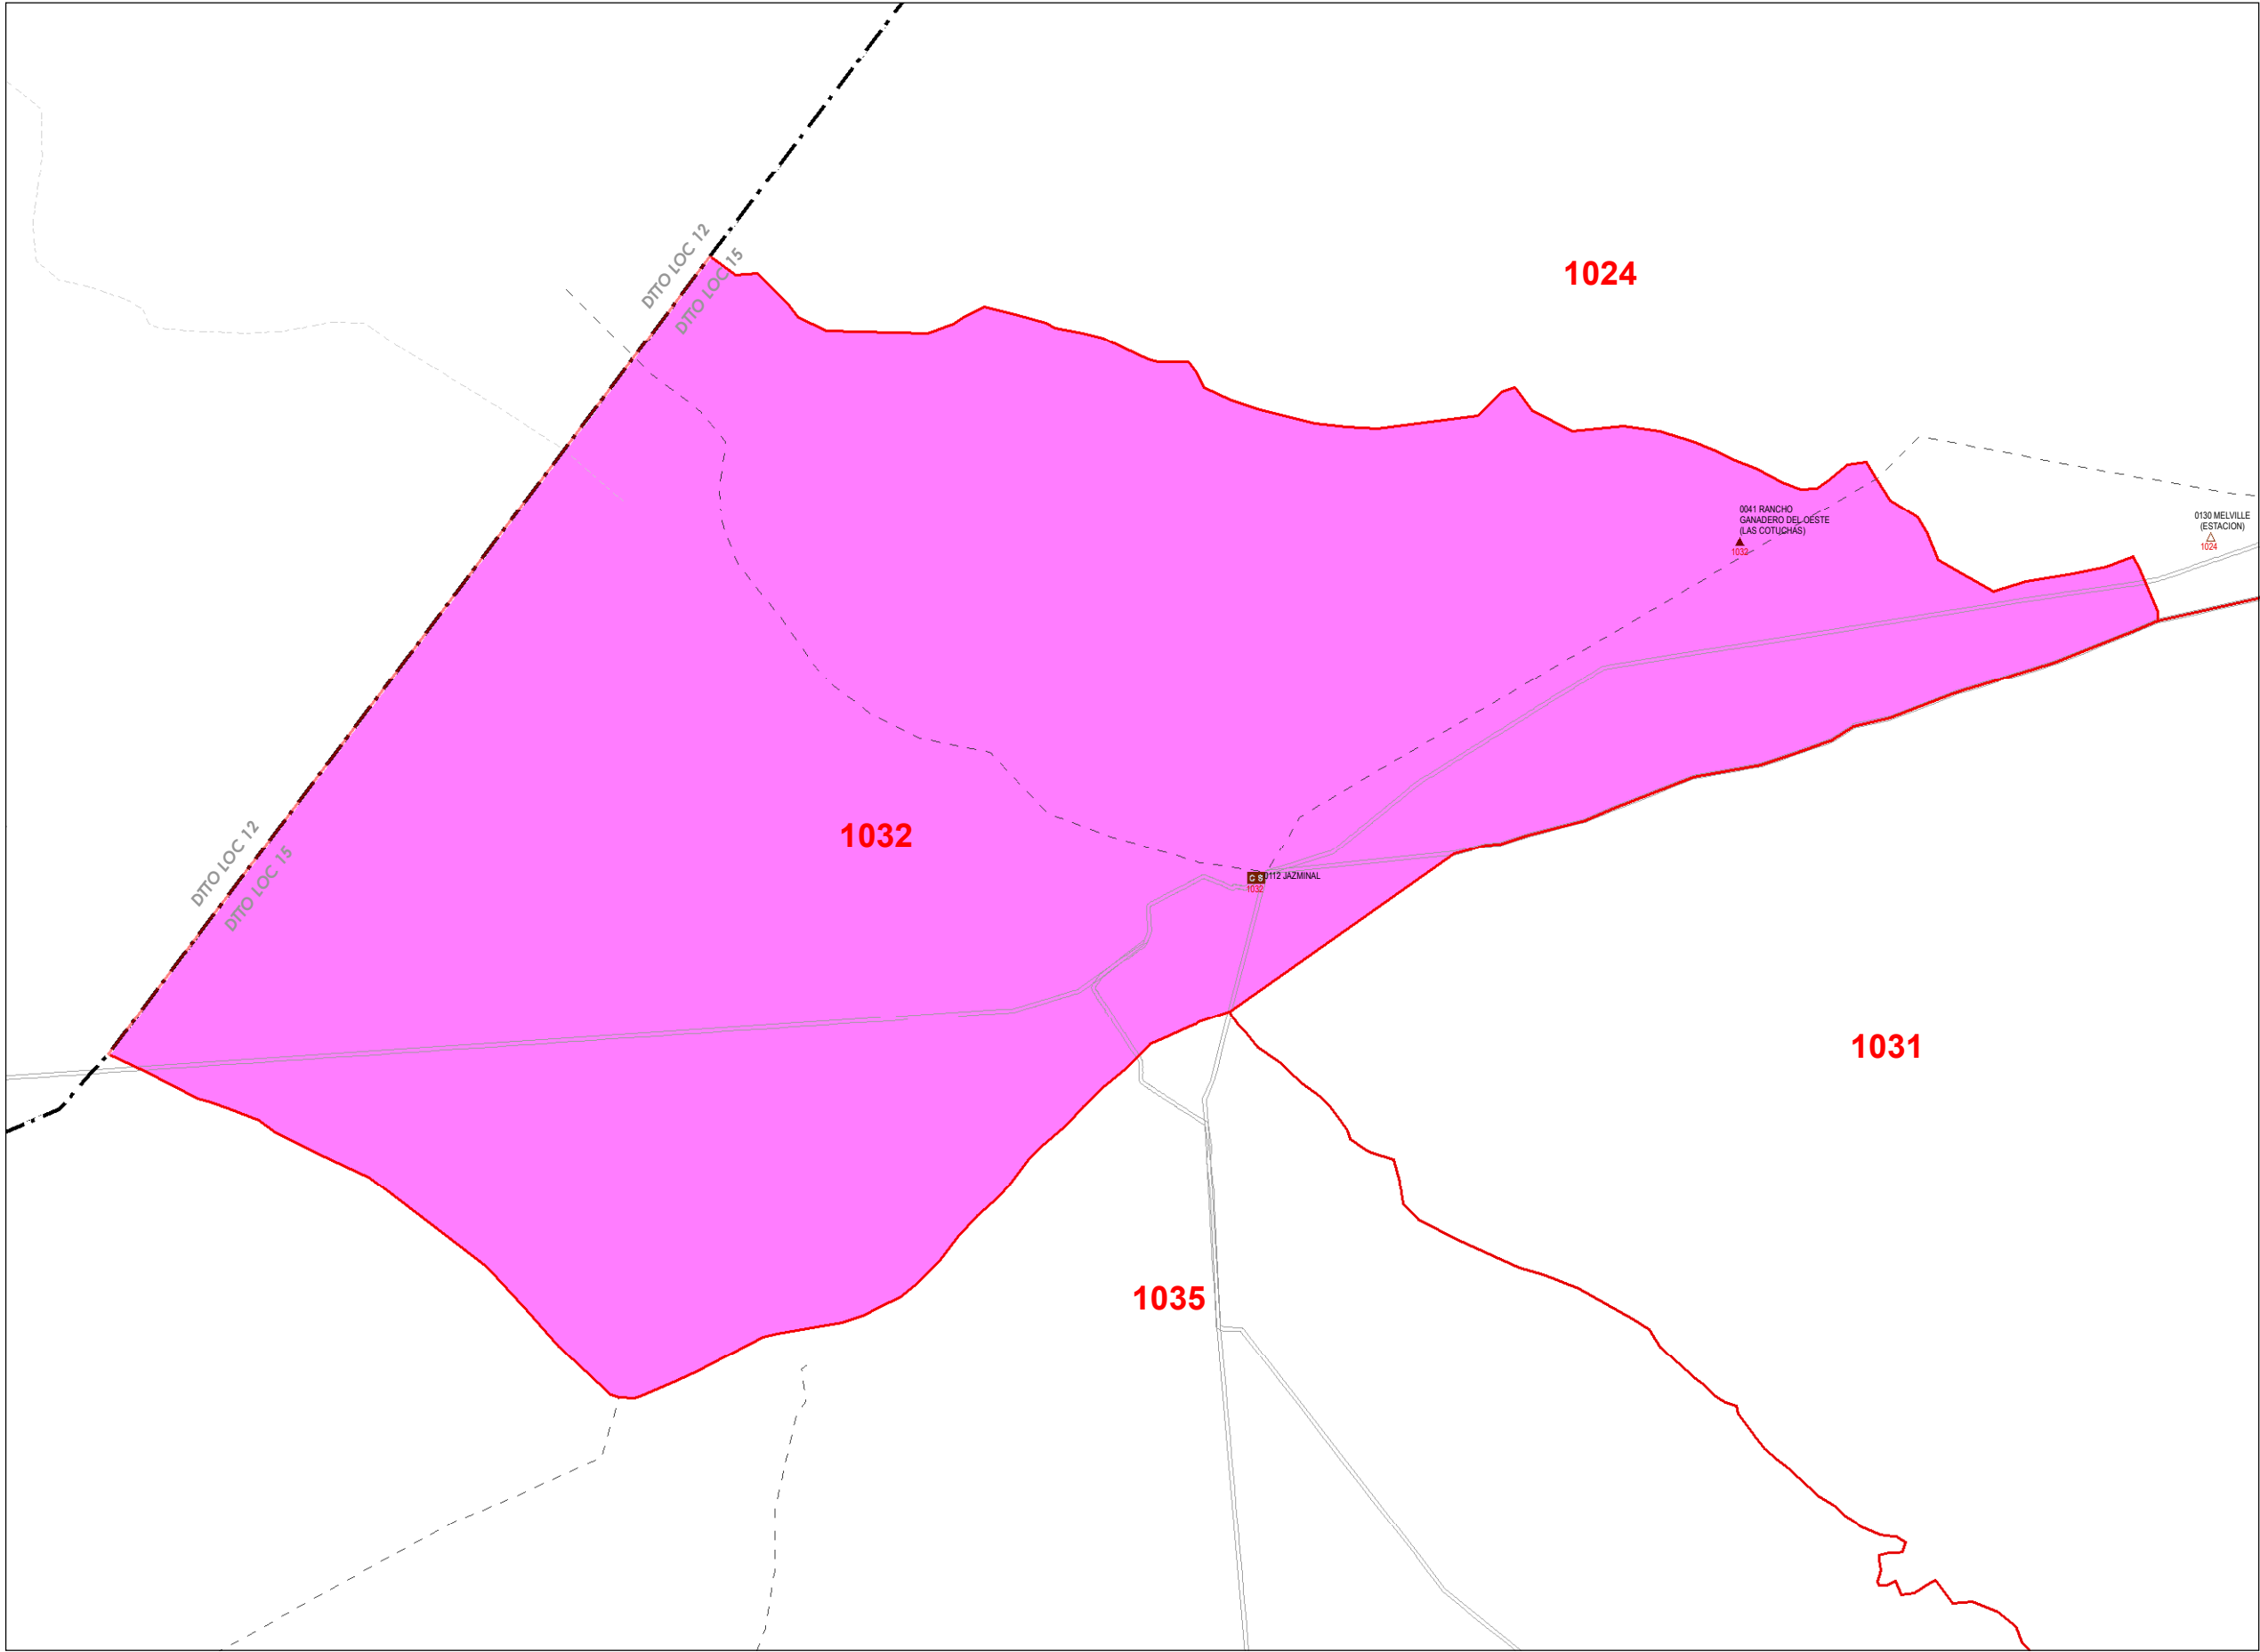 DTTO LOC 12
DTTO LOC 15
1024
0041 RANCHO
GANADERO DEL OESTE
(LAS COTUCHAS)
1032
0130 MELVILLE
(ESTACION)
1024
DTTO LOC 12
DTTO LOC 15
1032
C S
0112 JAZMINAL
1032
1031
1035